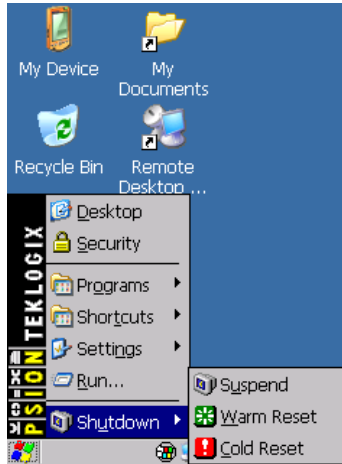 My Device
My
Documents
Recycle Bin
Remote
Desktop ...
PSION TEKLOGIX
Desktop
Security
Programs
Shortcuts
Settings
Run...
Shutdown
Suspend
Warm Reset
Cold Reset